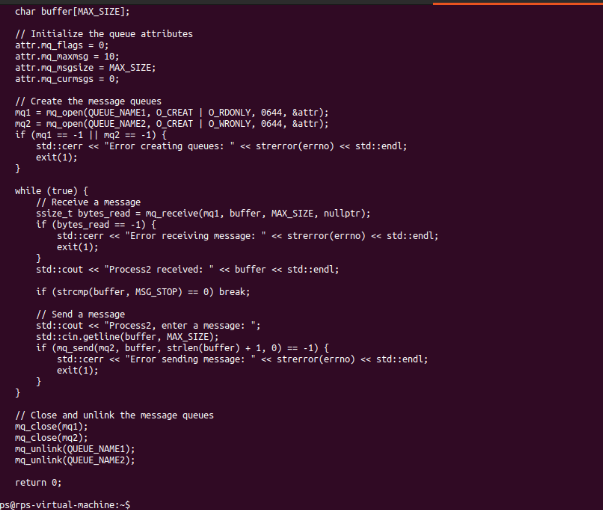 char buffer[MAX_SIZE];

// Initialize the queue attributes
attr.mq_flags = 0;
attr.mq_maxmsg = 10;
attr.mq_msgsize = MAX_SIZE;
attr.mq_curmsgs = 0;

// Create the message queues
mq1 = mq_open(QUEUE_NAME1, O_CREAT | O_RDONLY, 0644, &attr);
mq2 = mq_open(QUEUE_NAME2, O_CREAT | O_WRONLY, 0644, &attr);
if (mq1 == -1 || mq2 == -1) {
    std::cerr << "Error creating queues: " << strerror(errno) << std::endl;
    exit(1);
}

while (true) {
    // Receive a message
    ssize_t bytes_read = mq_receive(mq1, buffer, MAX_SIZE, nullptr);
    if (bytes_read == -1) {
        std::cerr << "Error receiving message: " << strerror(errno) << std::endl;
        exit(1);
    }
    std::cout << "Process2 received: " << buffer << std::endl;

    if (strcmp(buffer, MSG_STOP) == 0) break;

    // Send a message
    std::cout << "Process2, enter a message: ";
    std::cin.getline(buffer, MAX_SIZE);
    if (mq_send(mq2, buffer, strlen(buffer) + 1, 0) == -1) {
        std::cerr << "Error sending message: " << strerror(errno) << std::endl;
        exit(1);
    }
}

// Close and unlink the message queues
mq_close(mq1);
mq_close(mq2);
mq_unlink(QUEUE_NAME1);
mq_unlink(QUEUE_NAME2);

return 0;

ps@rps-virtual-machine:~$